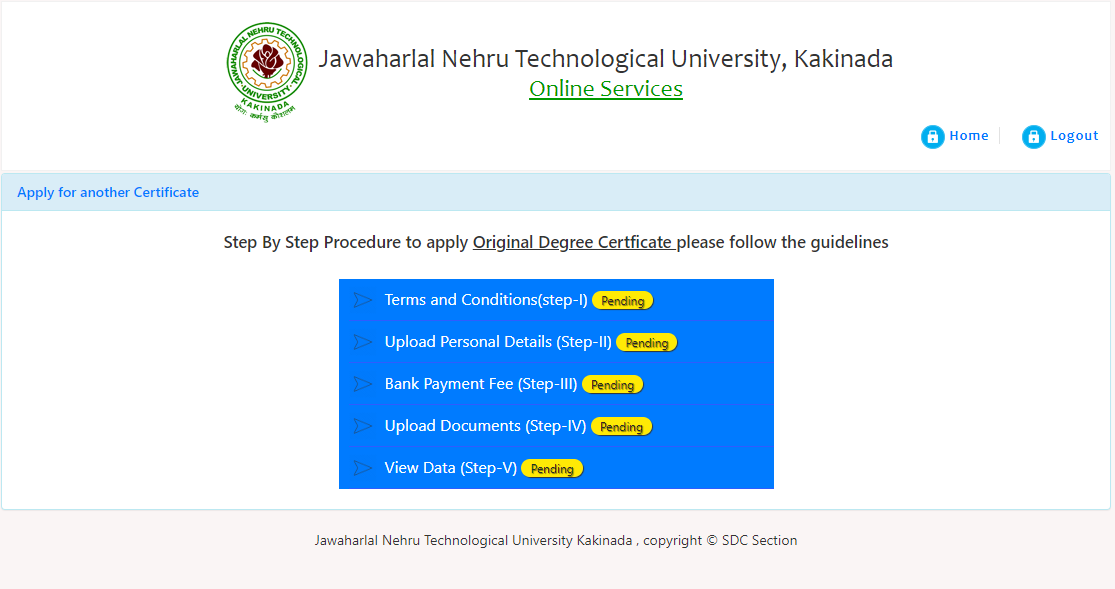 JAWAHARLAL NEHRU TECHNOLOGICAL UNIVERSITY
KAKINADA
योगः कर्मसु कौशलम्
Jawaharlal Nehru Technological University, Kakinada
Online Services
Home
Logout
Apply for another Certificate
Step By Step Procedure to apply Original Degree Certficate please follow the guidelines
Terms and Conditions(step-I) Pending
Upload Personal Details (Step-II) Pending
Bank Payment Fee (Step-III) Pending
Upload Documents (Step-IV) Pending
View Data (Step-V) Pending
Jawaharlal Nehru Technological University Kakinada , copyright © SDC Section